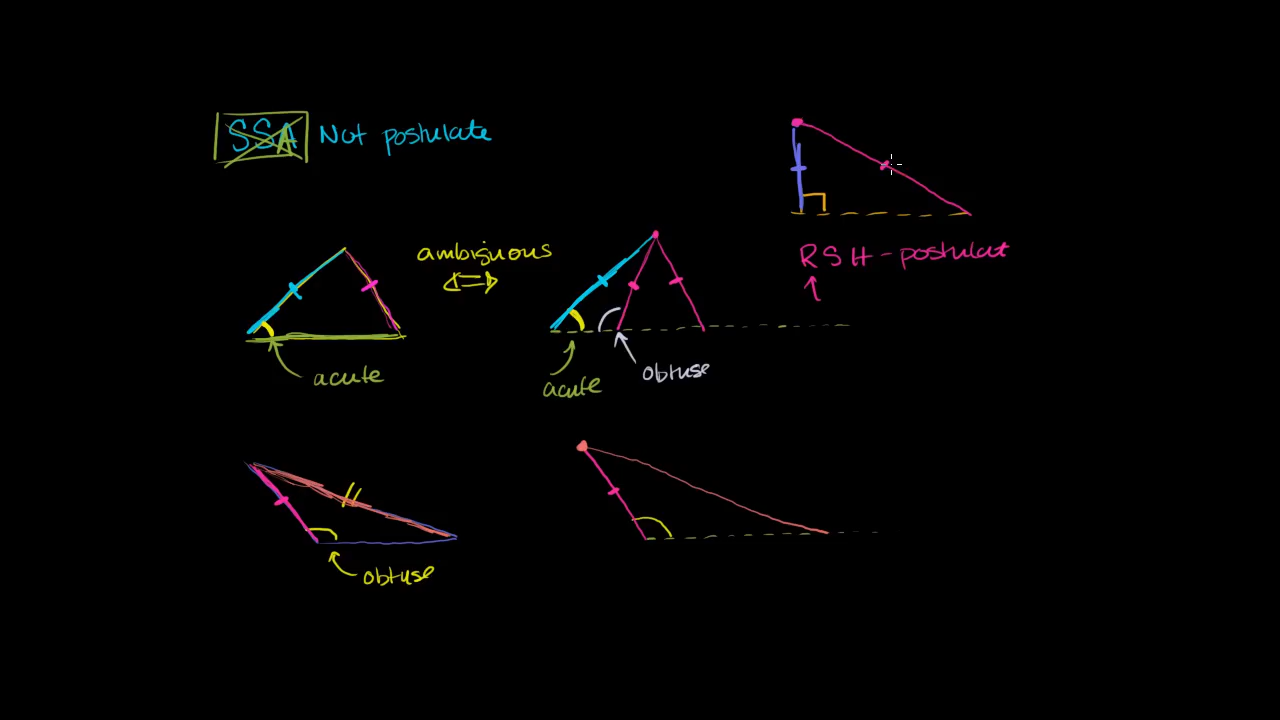 SSA Not postulate
ambiguous
RSH-postulat
acute
acute
obtuse
obtuse